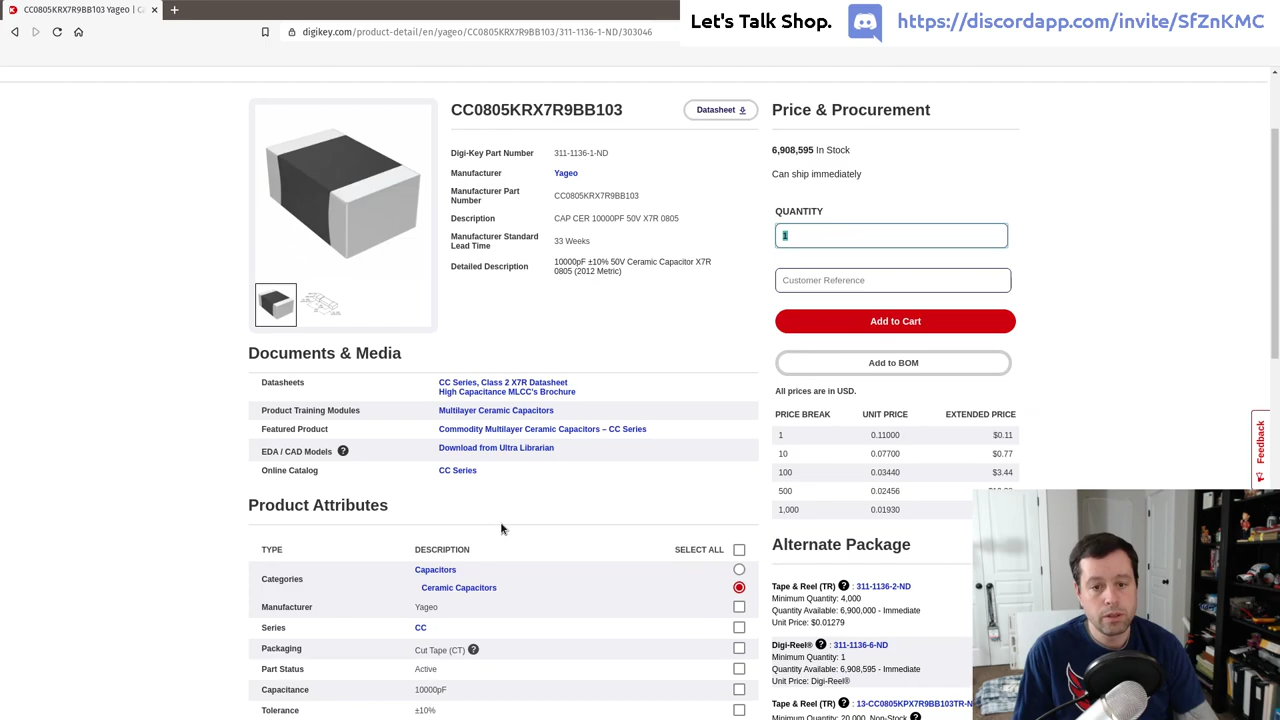 CC0805KRX7R9BB103 Yageo | C
digikey.com/product-detail/en/yageo/CC0805KRX7R9BB103/311-1136-1-ND/303046
Let's Talk Shop.
https://discordapp.com/invite/SfZnKMC
CC0805KRX7R9BB103
Datasheet
Digi-Key Part Number 311-1136-1-ND
Manufacturer Yageo
Manufacturer Part
Number
CC0805KRX7R9BB103
Description CAP CER 10000PF 50V X7R 0805
Manufacturer Standard
Lead Time
33 Weeks
Detailed Description
10000pF ±10% 50V Ceramic Capacitor X7R
0805 (2012 Metric)
Price & Procurement
6,908,595 In Stock
Can ship immediately
QUANTITY
1
Customer Reference
Add to Cart
Add to BOM
All prices are in USD.
PRICE BREAK UNIT PRICE EXTENDED PRICE
1 0.11000 $0.11
10 0.07700 $0.77
100 0.03440 $3.44
500 0.02456
1,000 0.01930
Documents & Media
Datasheets
CC Series, Class 2 X7R Datasheet
High Capacitance MLCC's Brochure
Product Training Modules Multilayer Ceramic Capacitors
Featured Product Commodity Multilayer Ceramic Capacitors – CC Series
EDA / CAD Models ? Download from Ultra Librarian
Online Catalog CC Series
Product Attributes
TYPE DESCRIPTION SELECT ALL
Categories
Capacitors
Ceramic Capacitors
Manufacturer Yageo
Series CC
Packaging Cut Tape (CT) ?
Part Status Active
Capacitance 10000pF
Tolerance ±10%
Alternate Package
Tape & Reel (TR) ? : 311-1136-2-ND
Minimum Quantity: 4,000
Quantity Available: 6,900,000 - Immediate
Unit Price: $0.01279
Digi-Reel® ? : 311-1136-6-ND
Minimum Quantity: 1
Quantity Available: 6,908,595 - Immediate
Unit Price: Digi-Reel®
Tape & Reel (TR) ? : 13-CC0805KPX7R9BB103TR-N
Minimum Quantity: 20,000 Non-Stock ?
Feedback